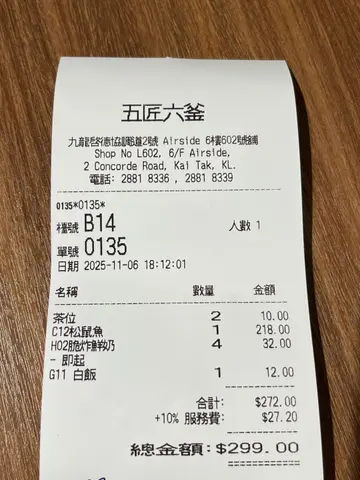 五匠六釜
九龍啟德協調道2號 Airside 6樓602號舖
Shop No L602, 6/F Airside,
2 Concorde Road, Kai Tak, KL.
電話: 2881 8336 , 2881 8339
0135*0135*
檯號 B14 人數 1
單號 0135
日期 2025-11-06 18:12:01
名稱 數量 金額
茶位 2 10.00
C12松鼠魚 1 218.00
H02脆炸鮮奶 4 32.00
- 即起
G11 白飯 1 12.00
合計: $272.00
+10% 服務費: $27.20
總金額: $299.00